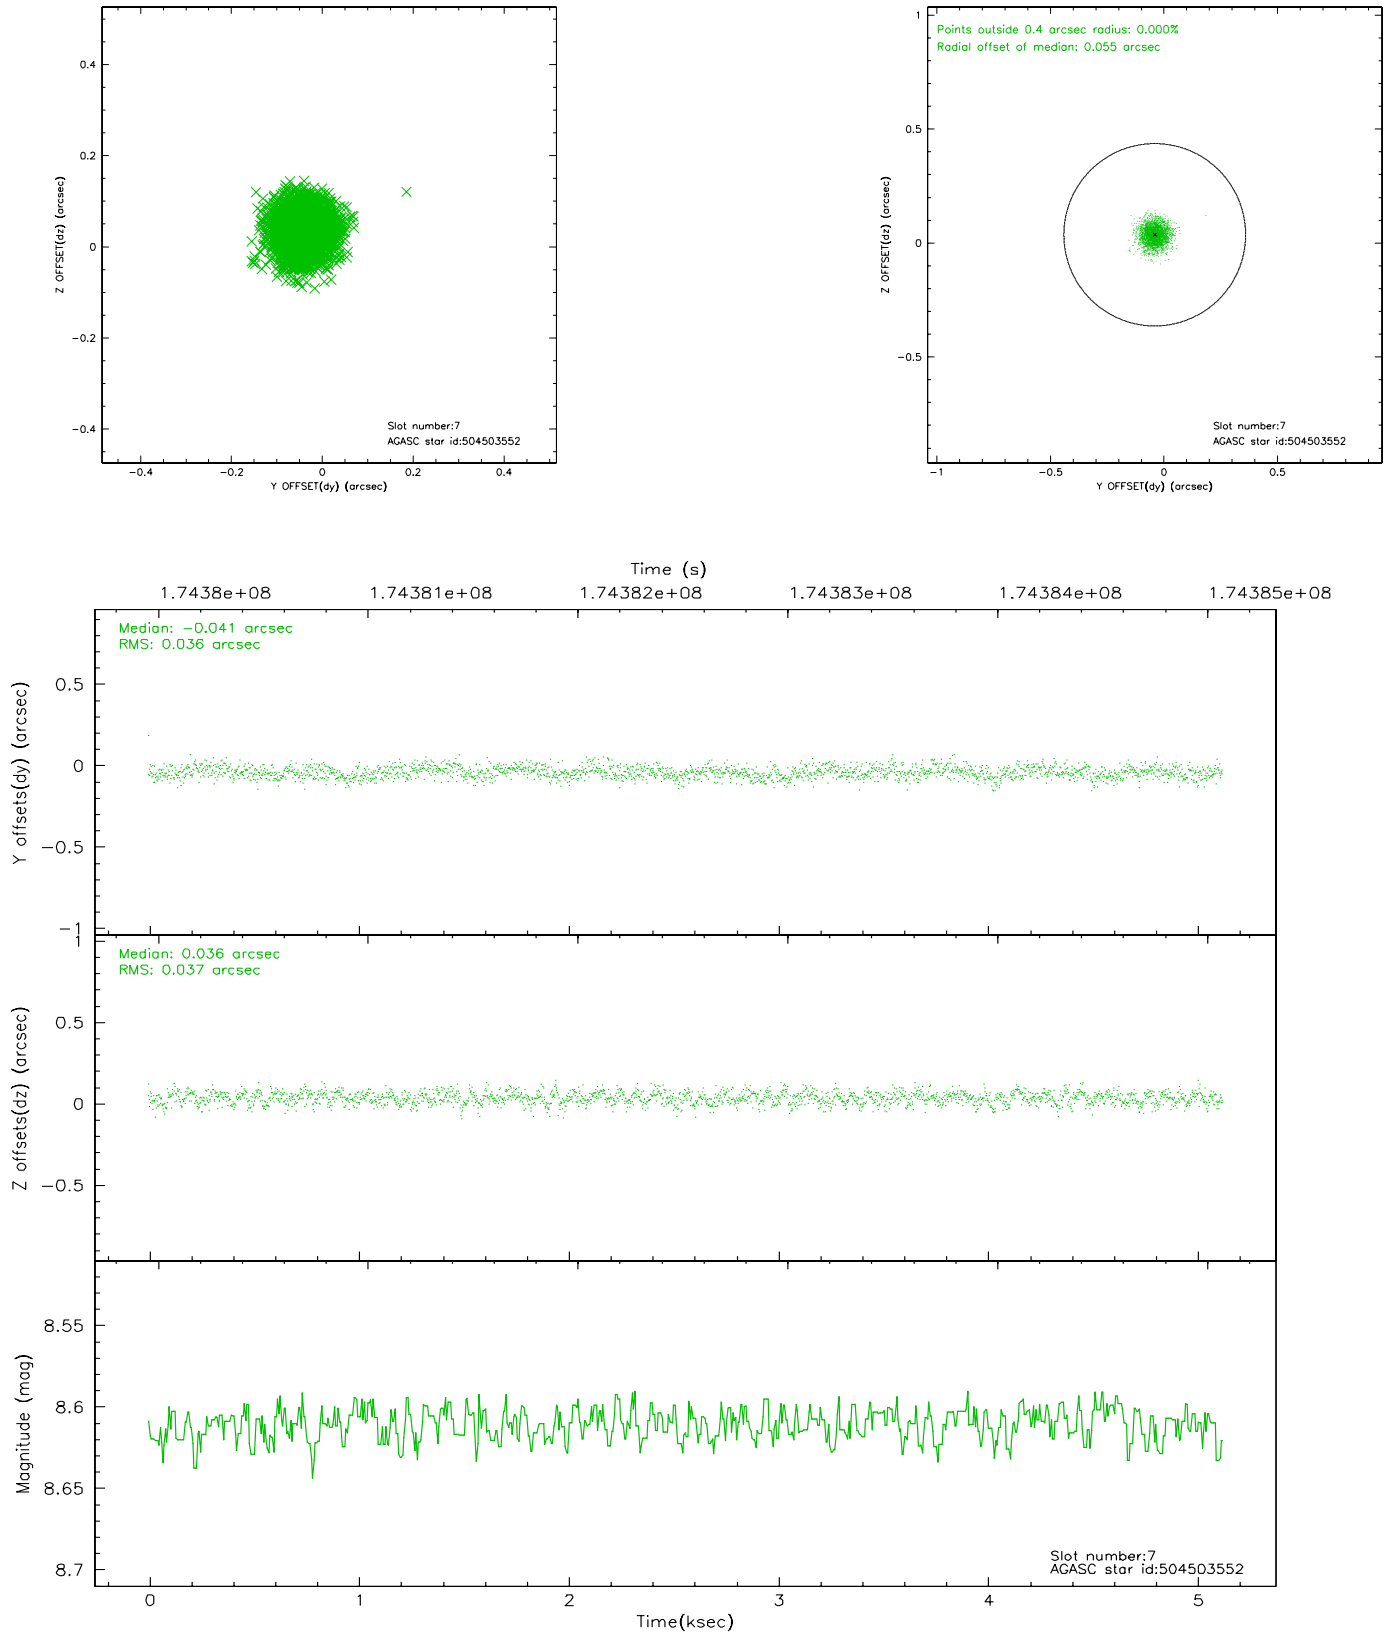 0.4
0.2
0
−0.2
−0.4
Z OFFSET(dz) (arcsec)
Slot number:7
AGASC star id:504503552
−0.4 −0.2 0 0.2 0.4
Y OFFSET(dy) (arcsec)
Points outside 0.4 arcsec radius: 0.000%
Radial offset of median: 0.055 arcsec
1
0.5
0
−0.5
Z OFFSET(dz) (arcsec)
Slot number:7
AGASC star id:504503552
−1 −0.5 0 0.5
Y OFFSET(dy) (arcsec)
Time (s)
1.7438e+08 1.74381e+08 1.74382e+08 1.74383e+08 1.74384e+08 1.74385e+08
Median: −0.041 arcsec
RMS: 0.036 arcsec
0.5
0
−0.5
−1
Y offsets(dy) (arcsec)
Median: 0.036 arcsec
RMS: 0.037 arcsec
1
0.5
0
−0.5
Z offsets(dz) (arcsec)
8.55
8.6
8.65
8.7
Magnitude (mag)
Slot number:7
AGASC star id:504503552
0 1 2 3 4 5
Time(ksec)